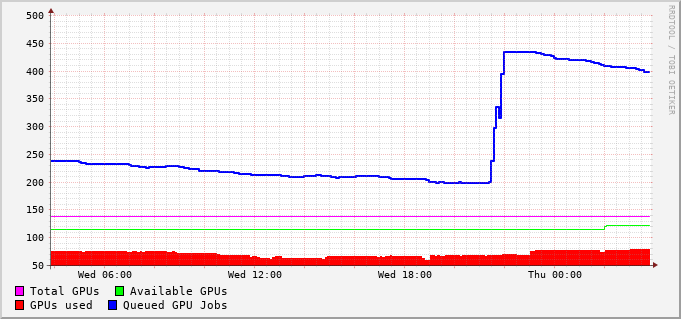 500
450
400
350
300
250
200
150
100
50
Wed 06:00 Wed 12:00 Wed 18:00 Thu 00:00
Total GPUs Available GPUs
GPUs used Queued GPU Jobs
RRDTOOL / TOBI OETIKER